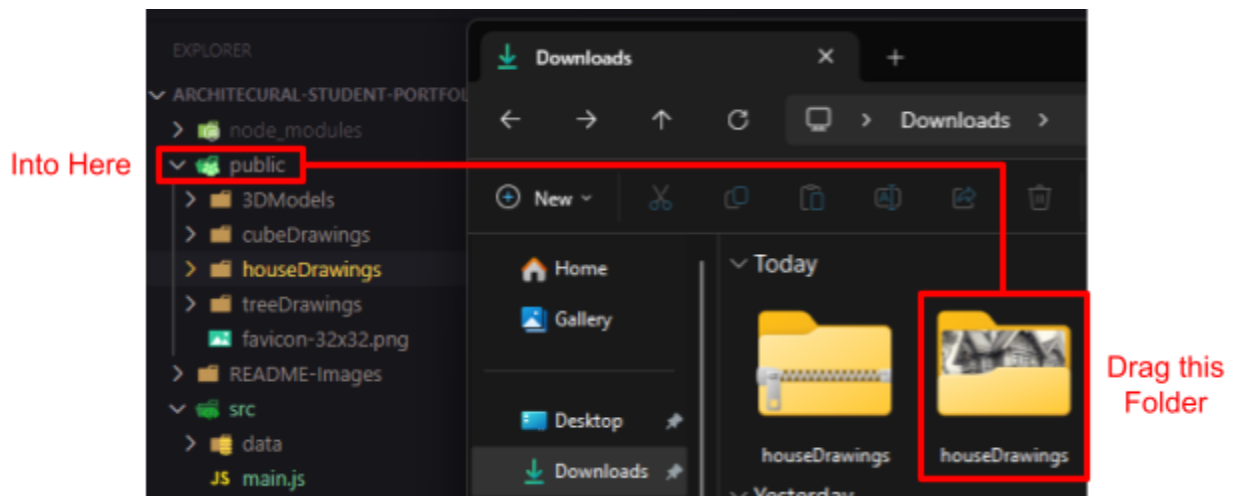 EXPLORER
ARCHITECURAL-STUDENT-PORTFOL
node_modules
Into Here
public
3DModels
cubeDrawings
houseDrawings
treeDrawings
favicon-32x32.png
README-Images
src
data
JS main.js
Downloads
Downloads
New
Home
Gallery
Desktop
Downloads
Today
houseDrawings
houseDrawings
Yesterday
Drag this
Folder